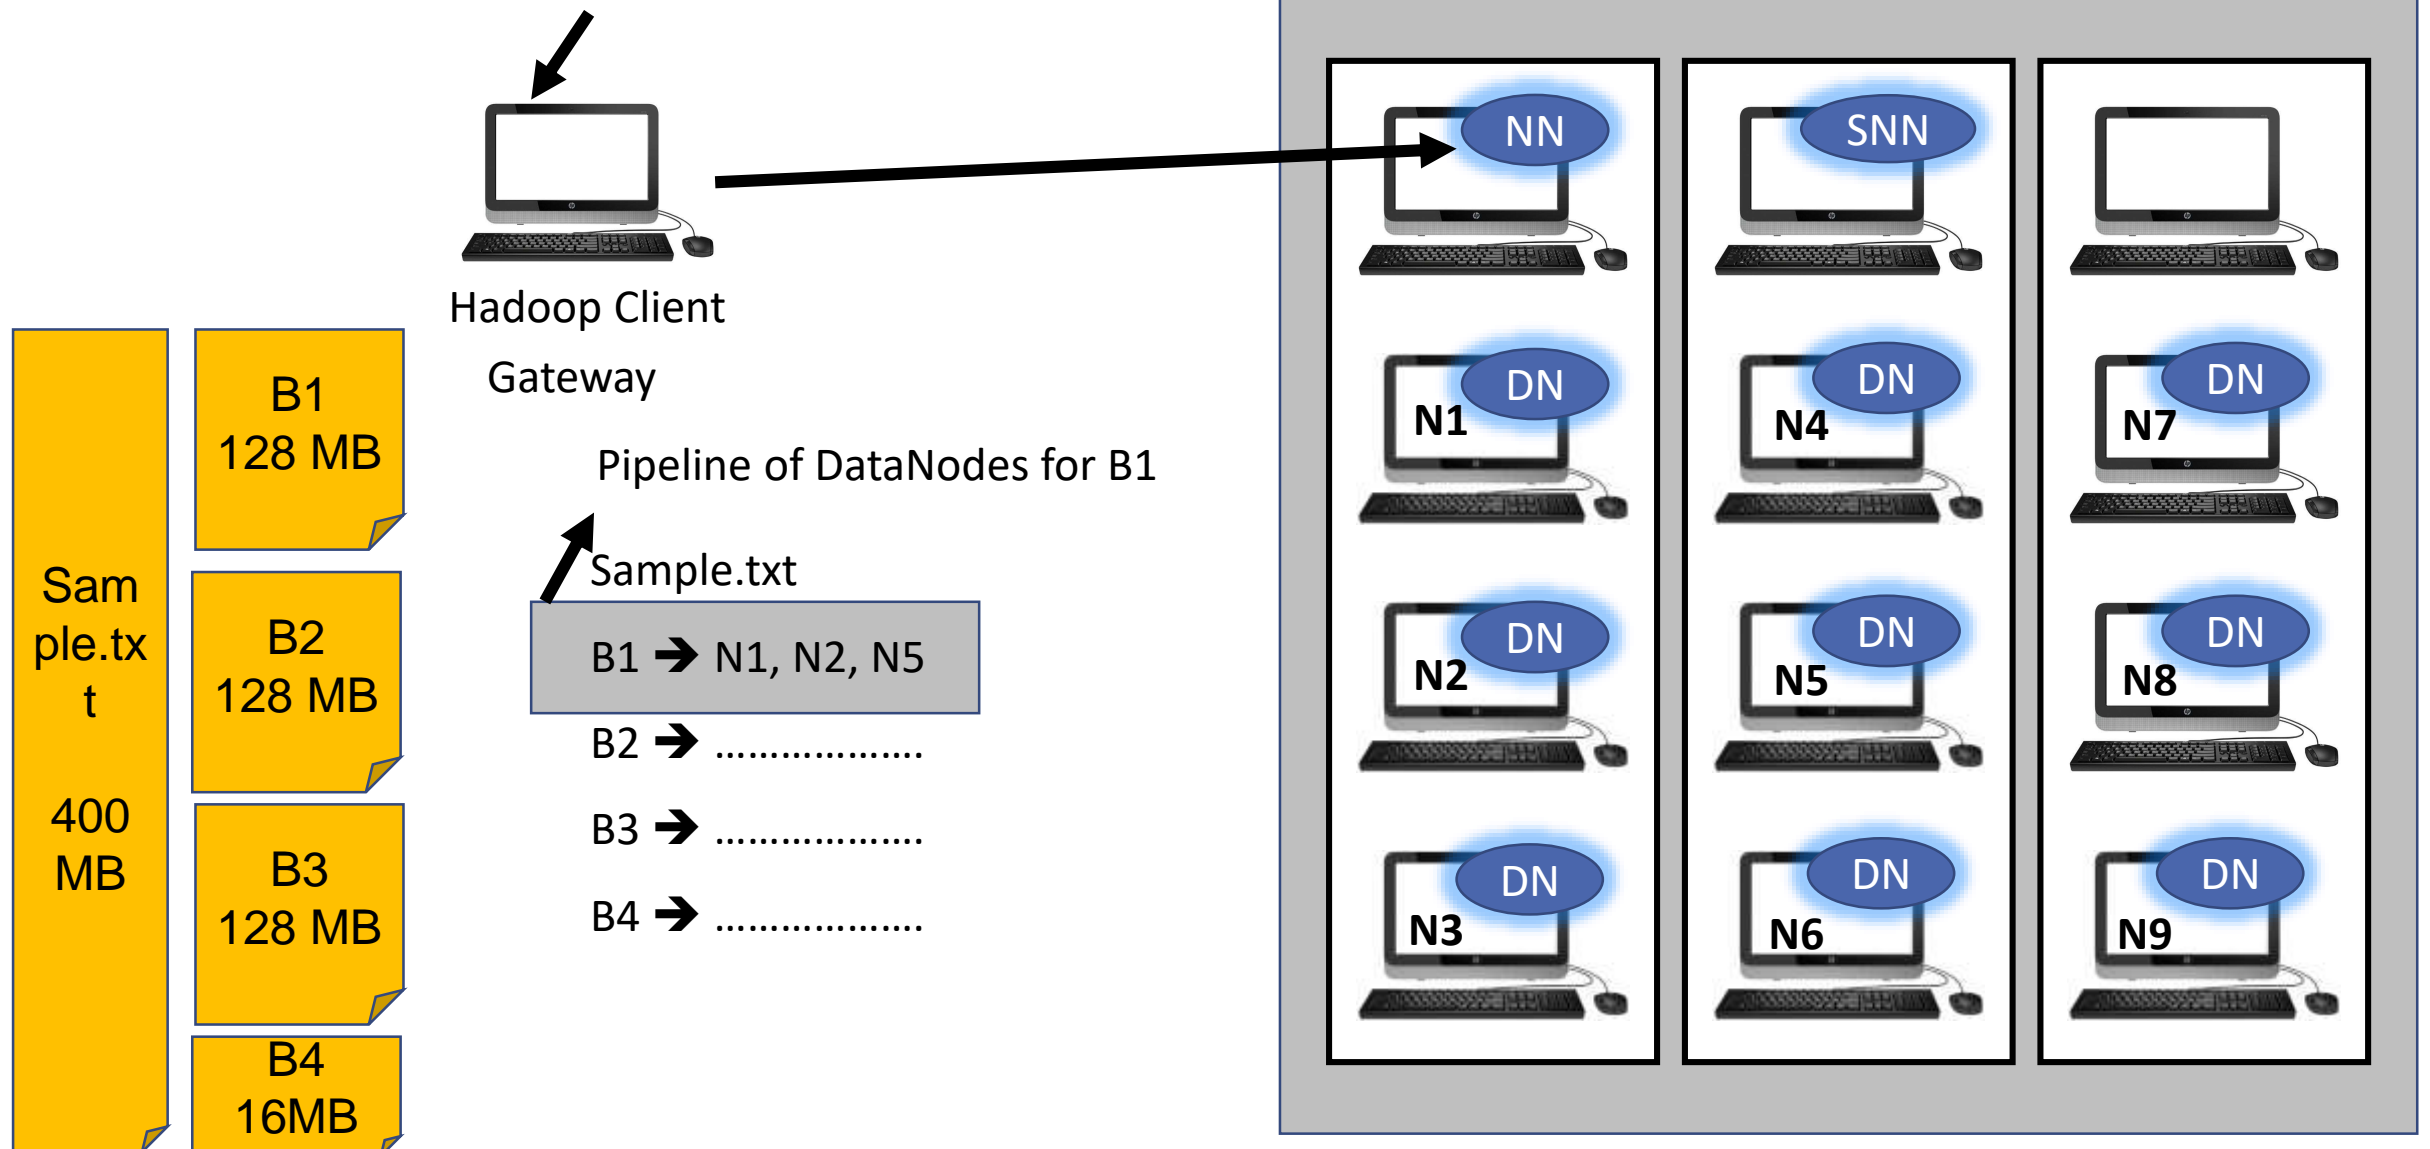 Hadoop Client
Gateway
Sam
ple.tx
t
400
MB
B1
128 MB
B2
128 MB
B3
128 MB
B4
16MB
Pipeline of DataNodes for B1
Sample.txt
B1 ➔ N1, N2, N5
B2 ➔ ……………….
B3 ➔ ……………….
B4 ➔ ……………….
NN
DN
N1
DN
N2
DN
N3
SNN
DN
N4
DN
N5
DN
N6
DN
N7
DN
N8
DN
N9